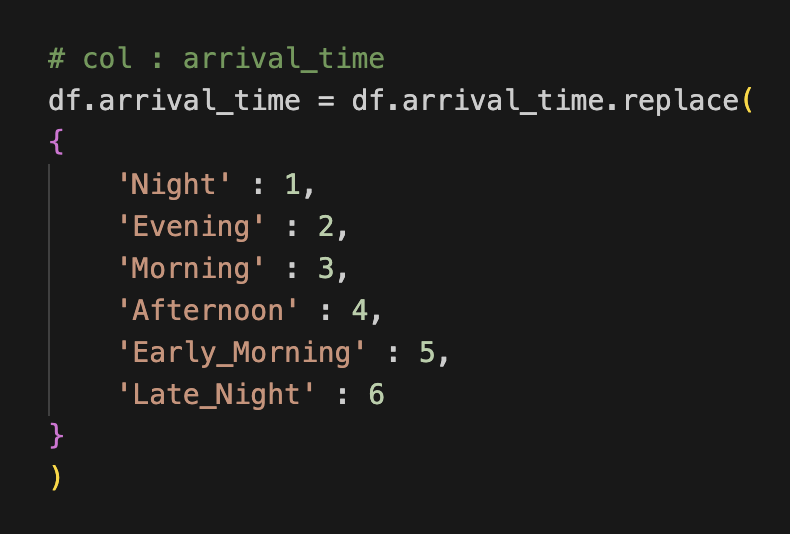 # col : arrival_time
df.arrival_time = df.arrival_time.replace(
{
    'Night' : 1,
    'Evening' : 2,
    'Morning' : 3,
    'Afternoon' : 4,
    'Early_Morning' : 5,
    'Late_Night' : 6
}
)